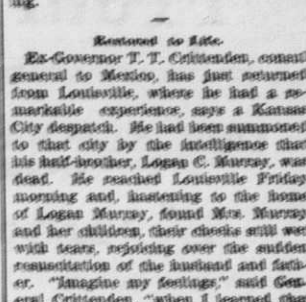 ing.
Restored to Life.
Ex-Governor T. T. Crittenden, consul
general to Mexico, has just returned
from Louisville, where he had a re-
markable experience, says a Kansas
City despatch. He had been summoned
to that city by the intelligence that
his half-brother, Logan C. Murray, was
dead. He reached Louisville Friday
morning and, hastening to the home
of Logan Murray, found Mrs. Murray
and her children, their cheeks still wet
with tears, rejoicing over the sudden
resuscitation of the husband and fath-
er. "Imagine my feelings," said Gen-
eral Crittenden, "when I learned of